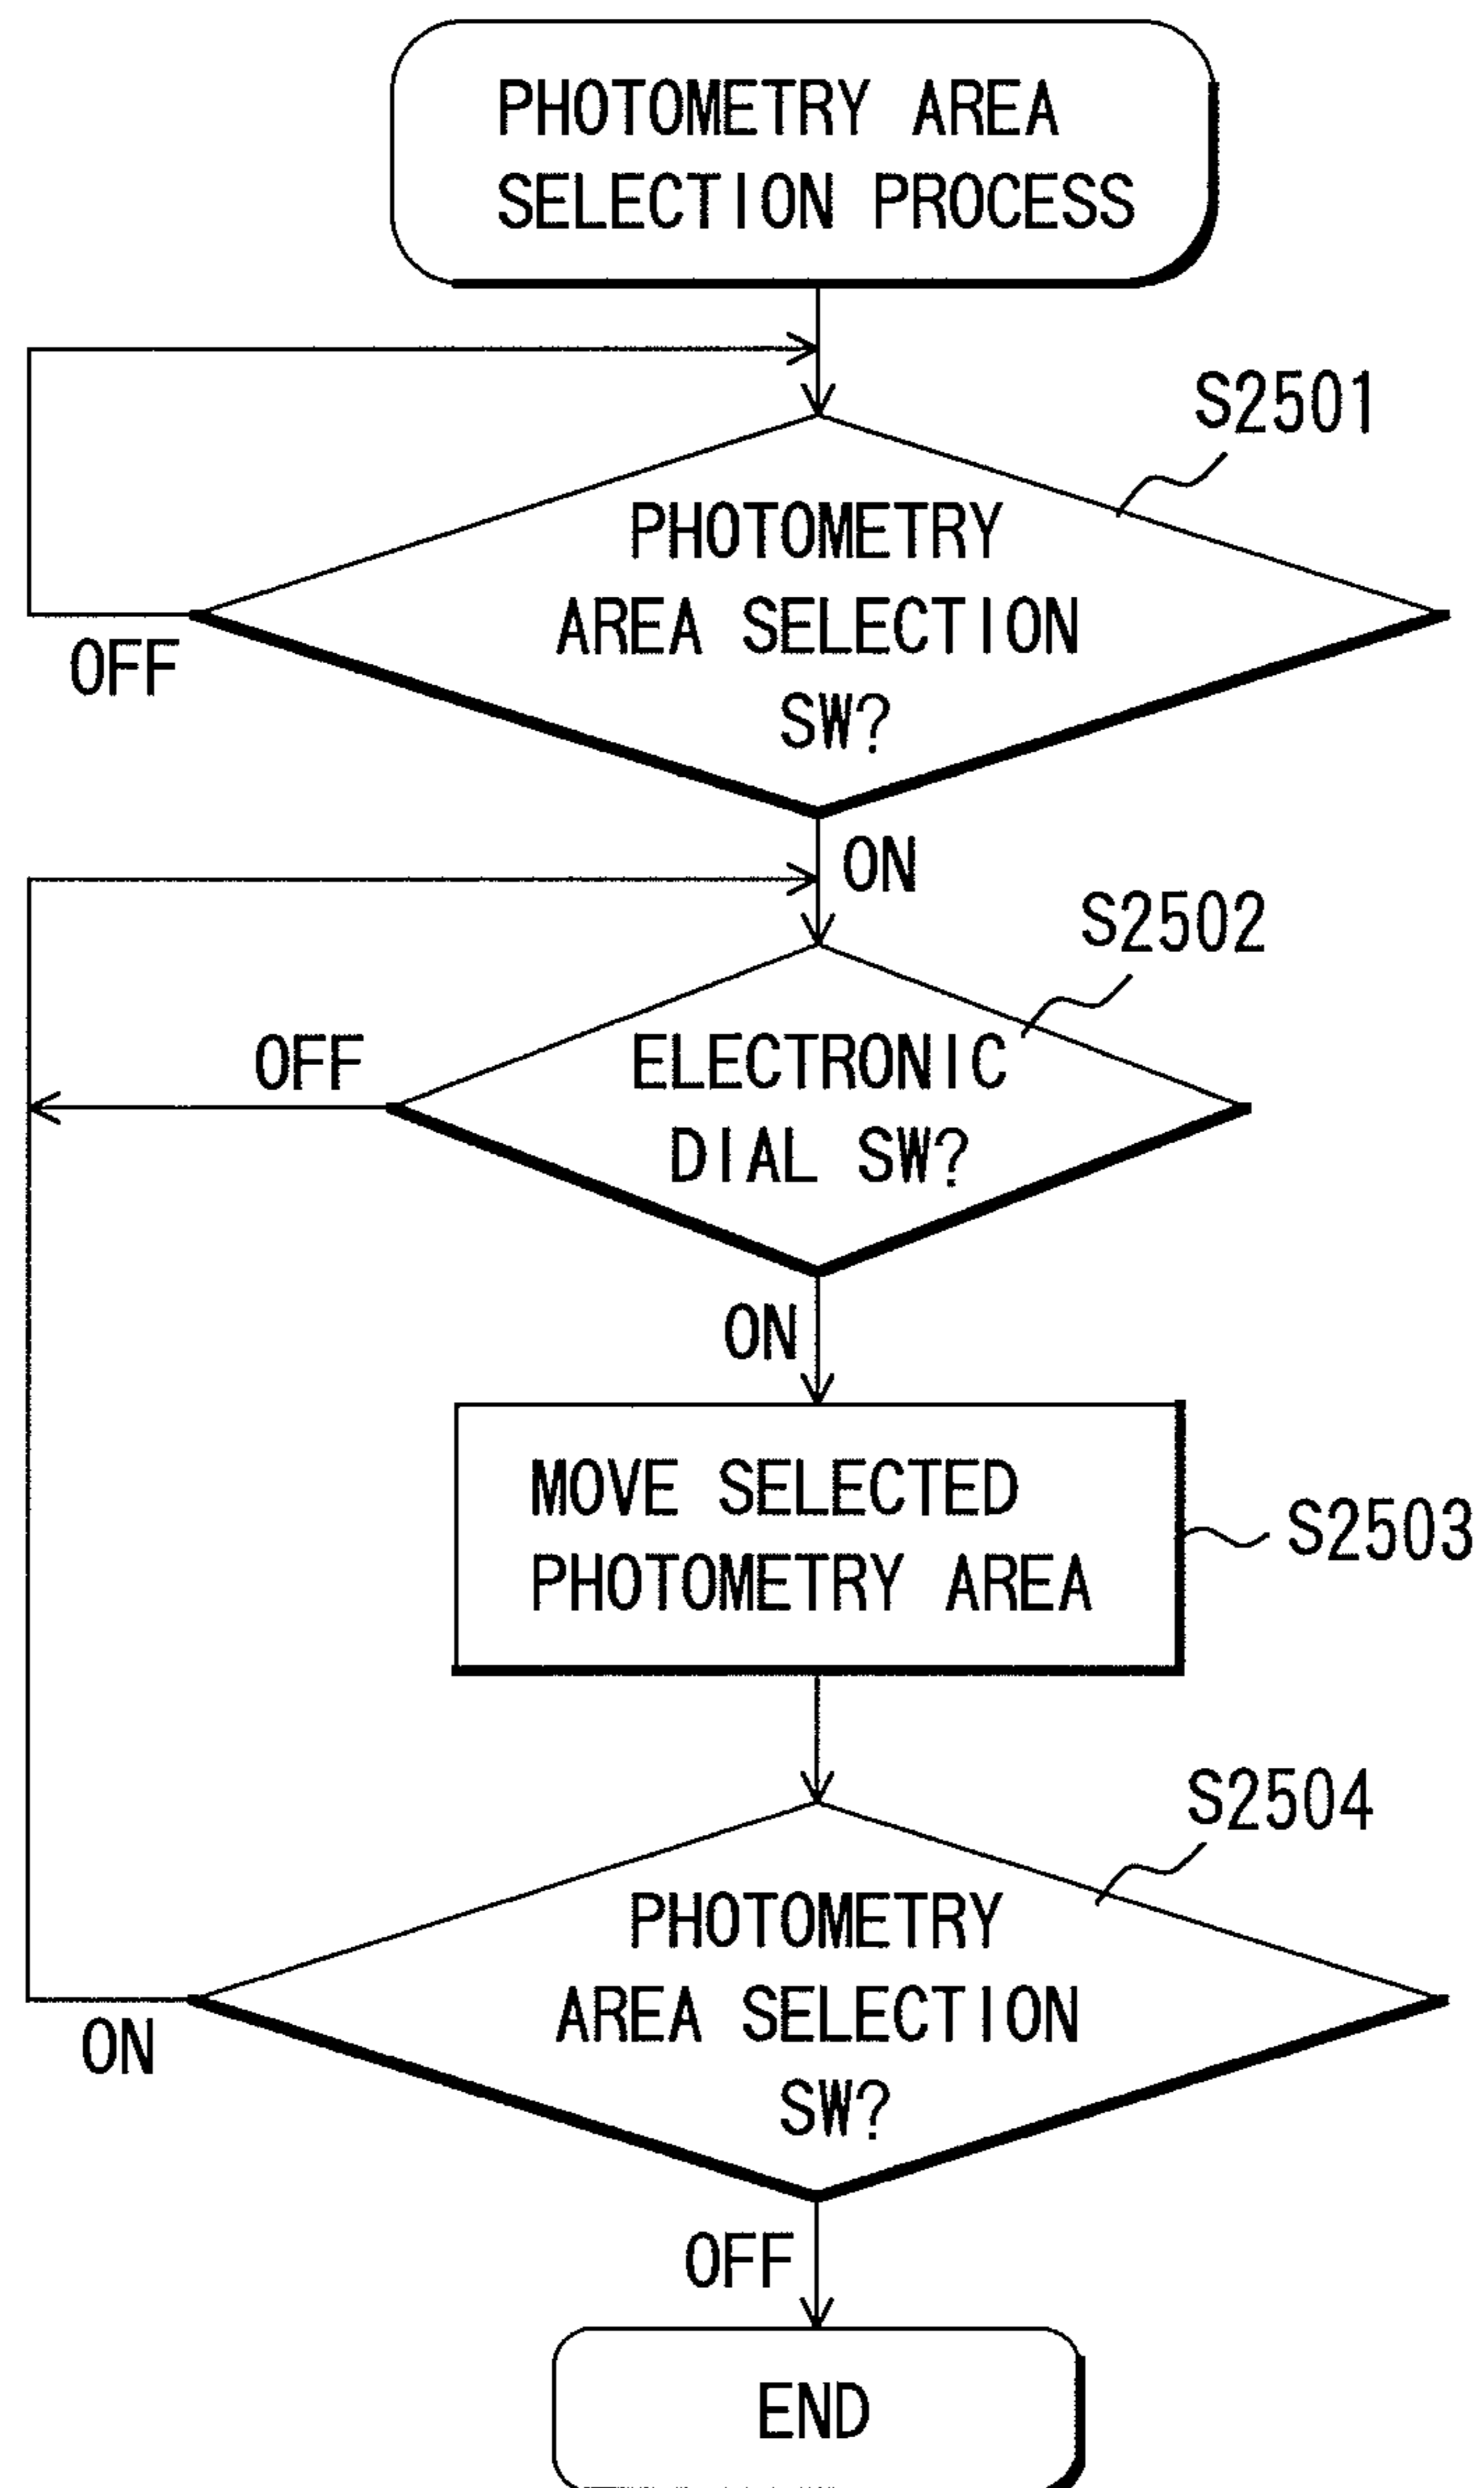 PHOTOMETRY AREA
SELECTION PROCESS
S2501
PHOTOMETRY
AREA SELECTION
SW?
OFF
ON
S2502
OFF
ELECTRONIC
DIAL SW?
ON
MOVE SELECTED
PHOTOMETRY AREA
S2503
S2504
PHOTOMETRY
AREA SELECTION
SW?
ON
OFF
END